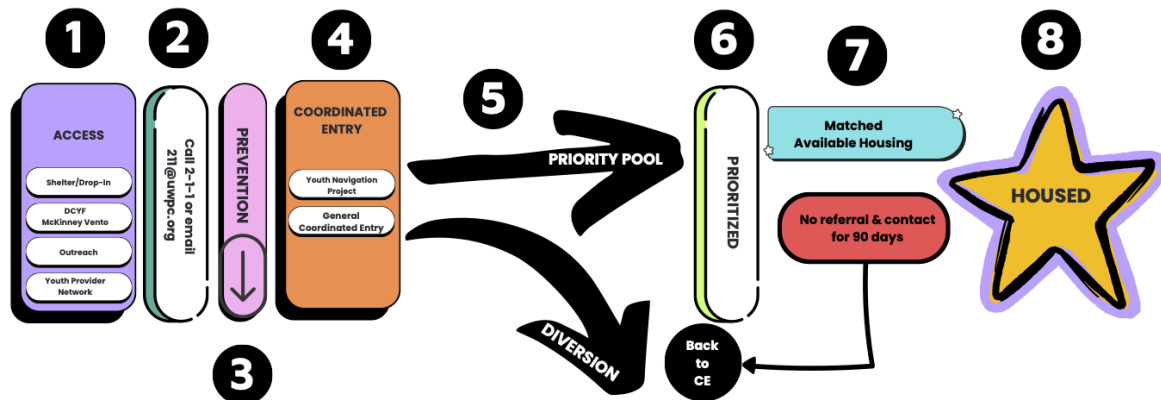 1
ACCESS
Shelter/Drop-In
DCYF
McKinney Vento
Outreach
Youth Provider
Network
2
Call 2-1-1 or email
211@uwpc.org
PREVENTION
3
4
COORDINATED
ENTRY
Youth Navigation
Project
General
Coordinated Entry
5
PRIORITY POOL
DIVERSION
6
PRIORITIZED
7
Matched
Available Housing
No referral & contact
for 90 days
Back
to
CE
8
HOUSED